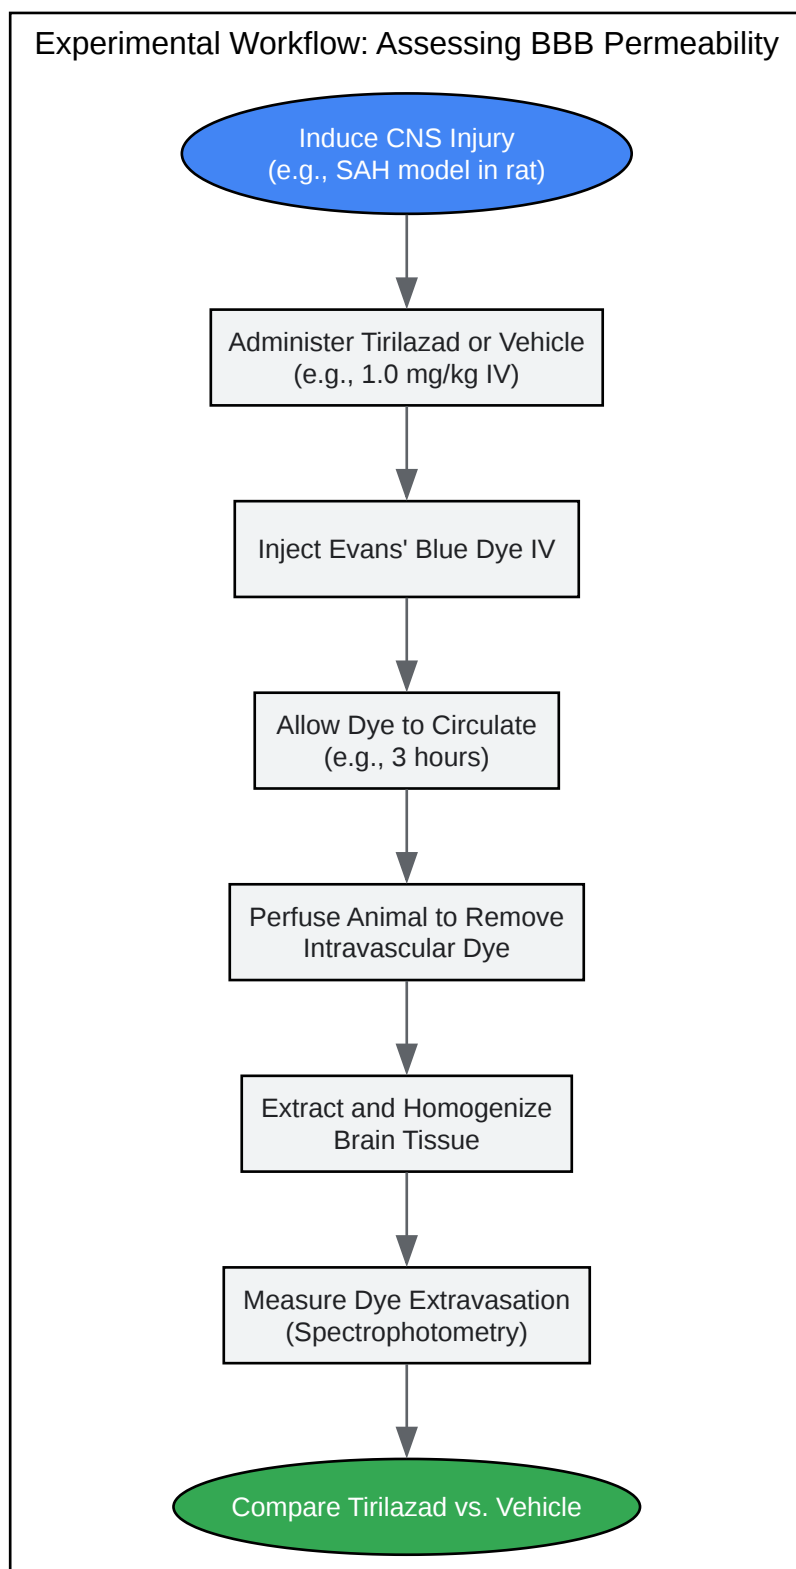 Experimental Workflow: Assessing BBB Permeability
Induce CNS Injury
(e.g., SAH model in rat)
Administer Tirilazad or Vehicle
(e.g., 1.0 mg/kg IV)
Inject Evans' Blue Dye IV
Allow Dye to Circulate
(e.g., 3 hours)
Perfuse Animal to Remove
Intravascular Dye
Extract and Homogenize
Brain Tissue
Measure Dye Extravasation
(Spectrophotometry)
Compare Tirilazad vs. Vehicle